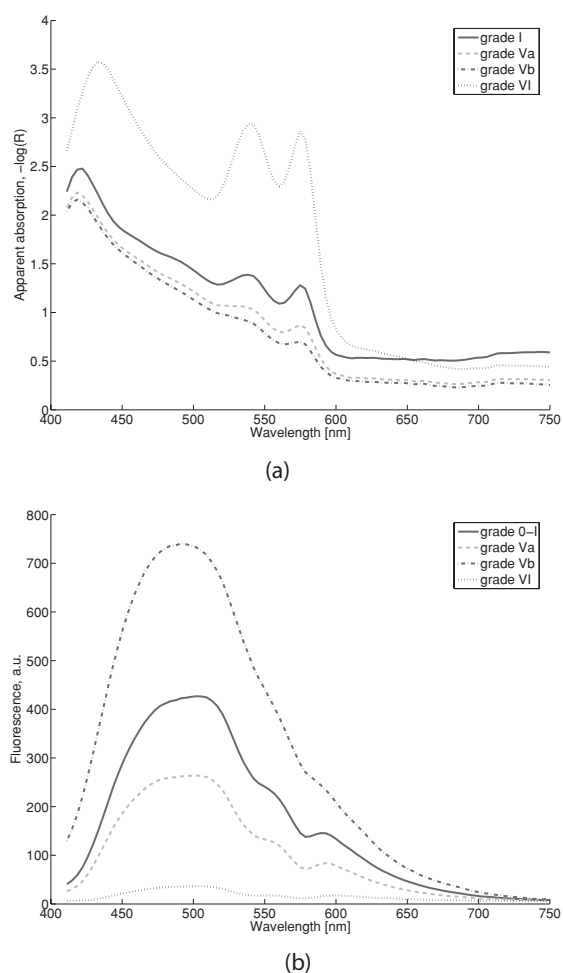 4
3.5
3
2.5
2
1.5
1
0.5
0
Apparent absorption, −log(R)
grade I
grade Va
grade Vb
grade VI
400 450 500 550 600 650 700 750
Wavelength [nm]
(a)
800
700
600
500
400
300
200
100
0
Fluorescence, a.u.
grade 0−I
grade Va
grade Vb
grade VI
400 450 500 550 600 650 700 750
Wavelength [nm]
(b)